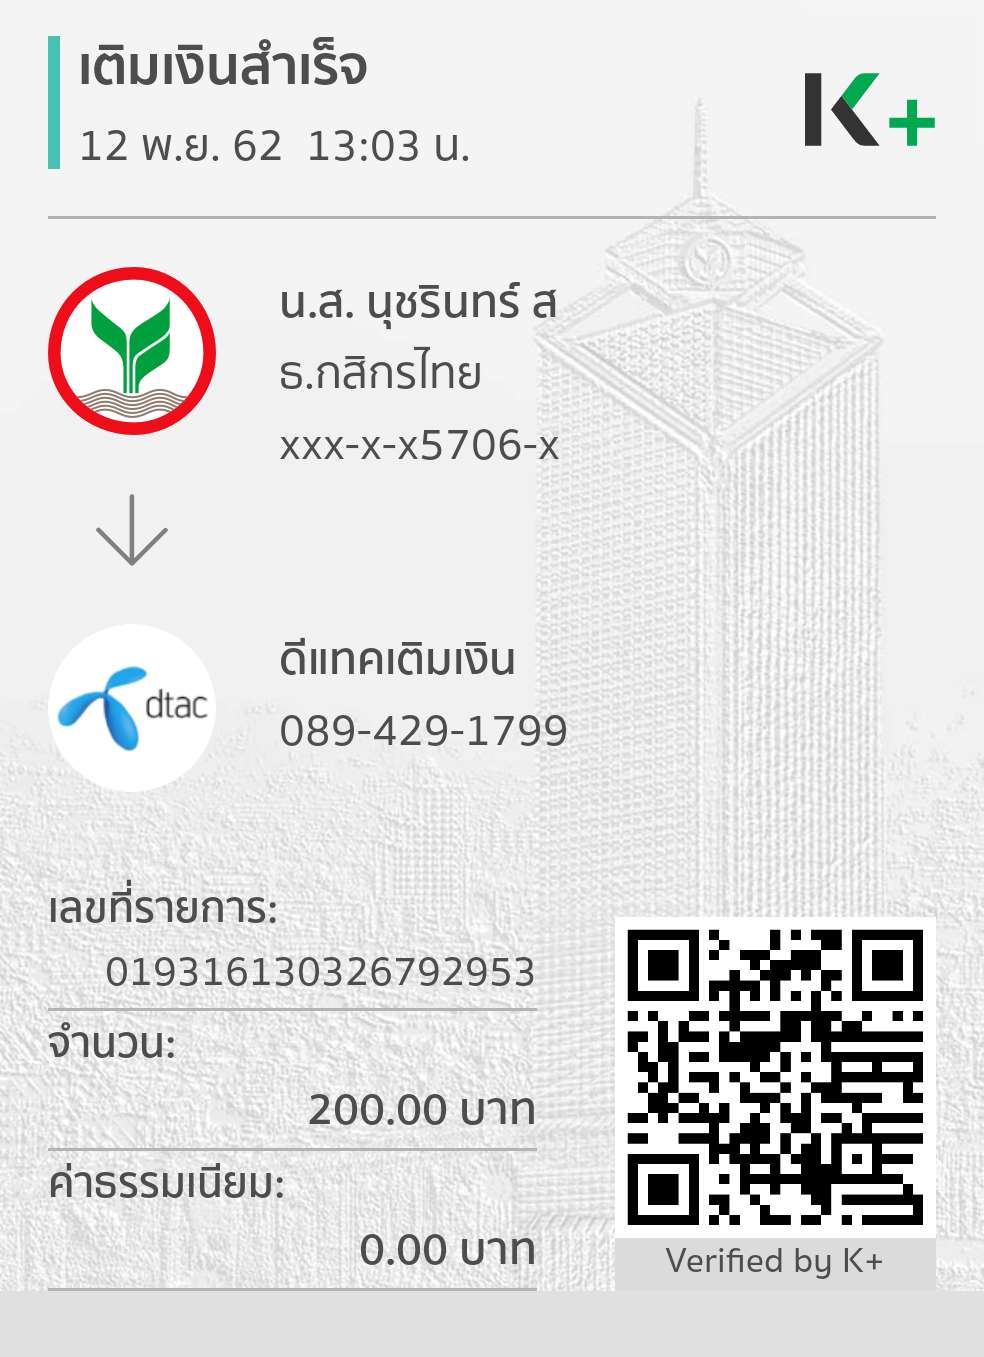 เติมเงินสำเร็จ
12 พ.ย. 62 13:03 น.
K+
น.ส. นุชรินทร์ ส
ธ.กสิกรไทย
xxx-x-x5706-x
dtac
ดีแทคเติมเงิน
089-429-1799
เลขที่รายการ:
019316130326792953
จำนวน:
200.00 บาท
ค่าธรรมเนียม:
0.00 บาท
Verified by K+